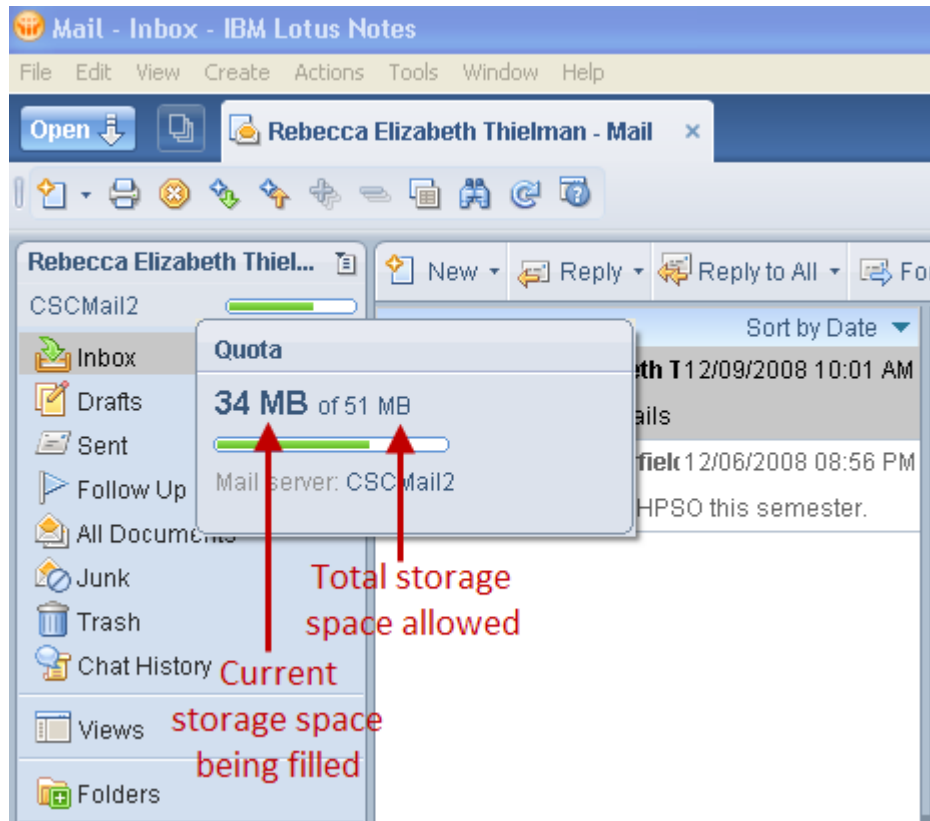 Mail - Inbox - IBM Lotus Notes
File Edit View Create Actions Tools Window Help
Open
Rebecca Elizabeth Thielman - Mail
Rebecca Elizabeth Thiel...
New Reply Reply to All
CSCMail2
Sort by Date
Inbox
12/09/2008 10:01 AM
Drafts
ails
Sent
12/06/2008 08:56 PM
Follow Up
HPSO this semester.
All Documents
Junk
Trash
Chat History
Views
Folders
Quota
34 MB of 51 MB
Mail server: CSCMail2
Total storage
space allowed
Current
storage space
being filled